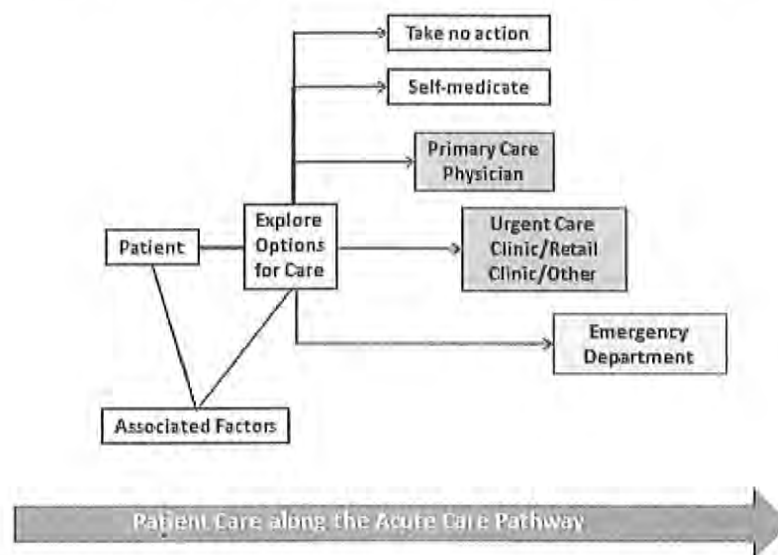 Take no action
Self-medicate
Primary Care
Physician
Explore
Options
for Care
Patient
Urgent Care
Clinic/Retail
Clinic/Other
Emergency
Department
Associated Factors
Patient Care along the Acute Care Pathway